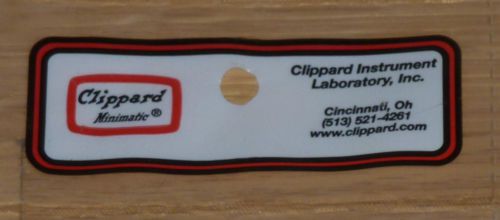 Clippard
Minimatic ®
Clippard Instrument
Laboratory, Inc.
Cincinnati, Oh
(513) 521-4261
www.clippard.com